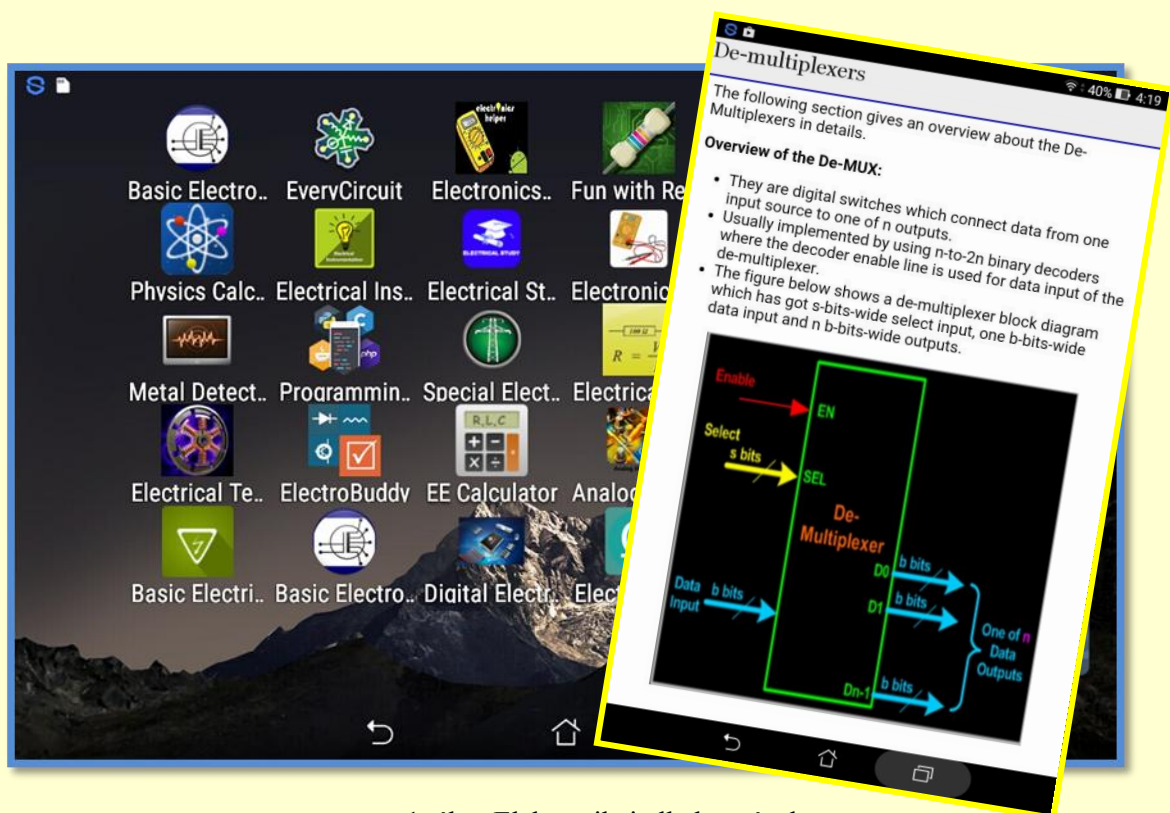 Basic Electro..
EveryCircuit
electronics
helper
Electronics..
Fun with Re
Physics Calc..
Electrical Ins..
ELECTRICAL STUDY
Electrical St..
Electronic
Metal Detect..
php
Programmin..
Special Elect..
100 Ω
R =
Electrica
Electrical Te..
ElectroBuddy
R,L,C
EE Calculator
Analog
Basic Electri..
Basic Electro..
Digital Electr..
Elect
40% 4:19
De-multiplexers
The following section gives an overview about the De-
Multiplexers in details.
Overview of the De-MUX:
• They are digital switches which connect data from one
input source to one of n outputs.
• Usually implemented by using n-to-2n binary decoders
where the decoder enable line is used for data input of the
de-multiplexer.
• The figure below shows a de-multiplexer block diagram
which has got s-bits-wide select input, one b-bits-wide
data input and n b-bits-wide outputs.
Enable
EN
Select
s bits
SEL
De-
Multiplexer
D0
b bits
Data
Input
b bits
D1
b bits
One of n
Data
Outputs
Dn-1
b bits